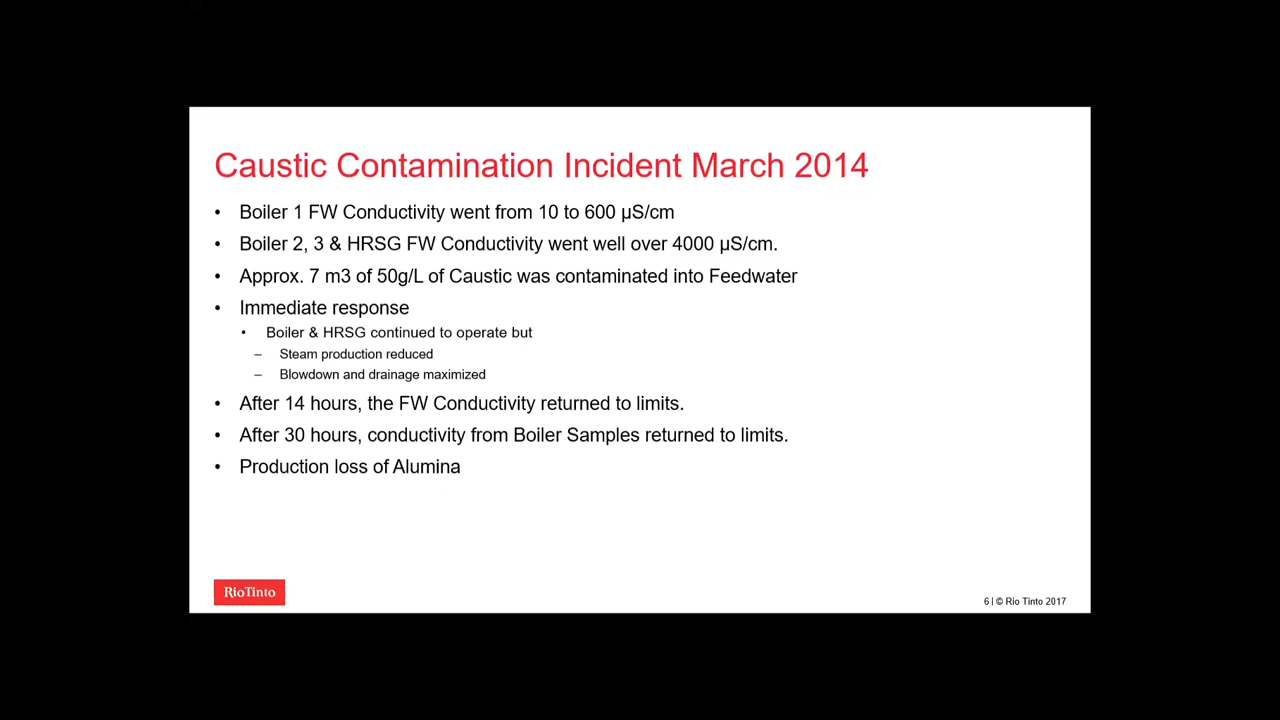 Caustic Contamination Incident March 2014
• Boiler 1 FW Conductivity went from 10 to 600 µS/cm
• Boiler 2, 3 & HRSG FW Conductivity went well over 4000 µS/cm.
• Approx. 7 m3 of 50g/L of Caustic was contaminated into Feedwater
• Immediate response
• Boiler & HRSG continued to operate but
– Steam production reduced
– Blowdown and drainage maximized
• After 14 hours, the FW Conductivity returned to limits.
• After 30 hours, conductivity from Boiler Samples returned to limits.
• Production loss of Alumina
RioTinto
6 | © Rio Tinto 2017